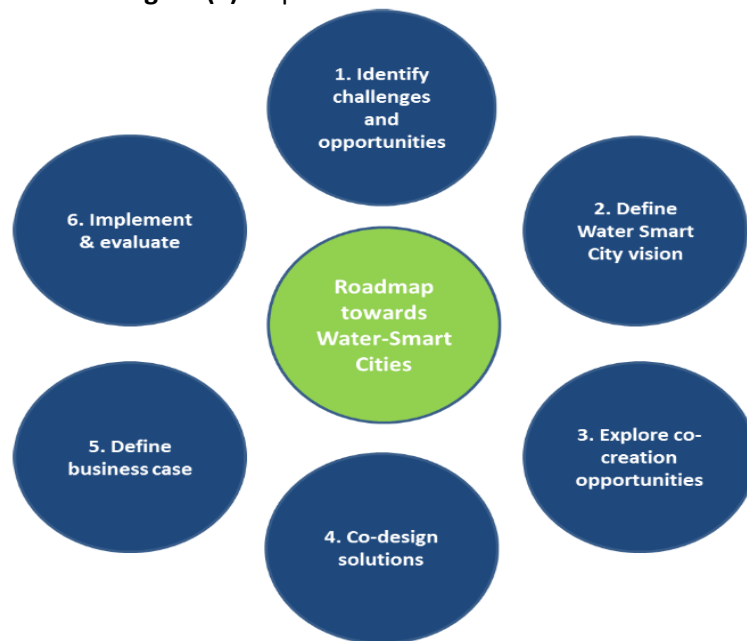 1. Identify
challenges
and
opportunities
2. Define
Water Smart
City vision
3. Explore co-
creation
opportunities
4. Co-design
solutions
5. Define
business case
6. Implement
& evaluate
Roadmap
towards
Water-Smart
Cities